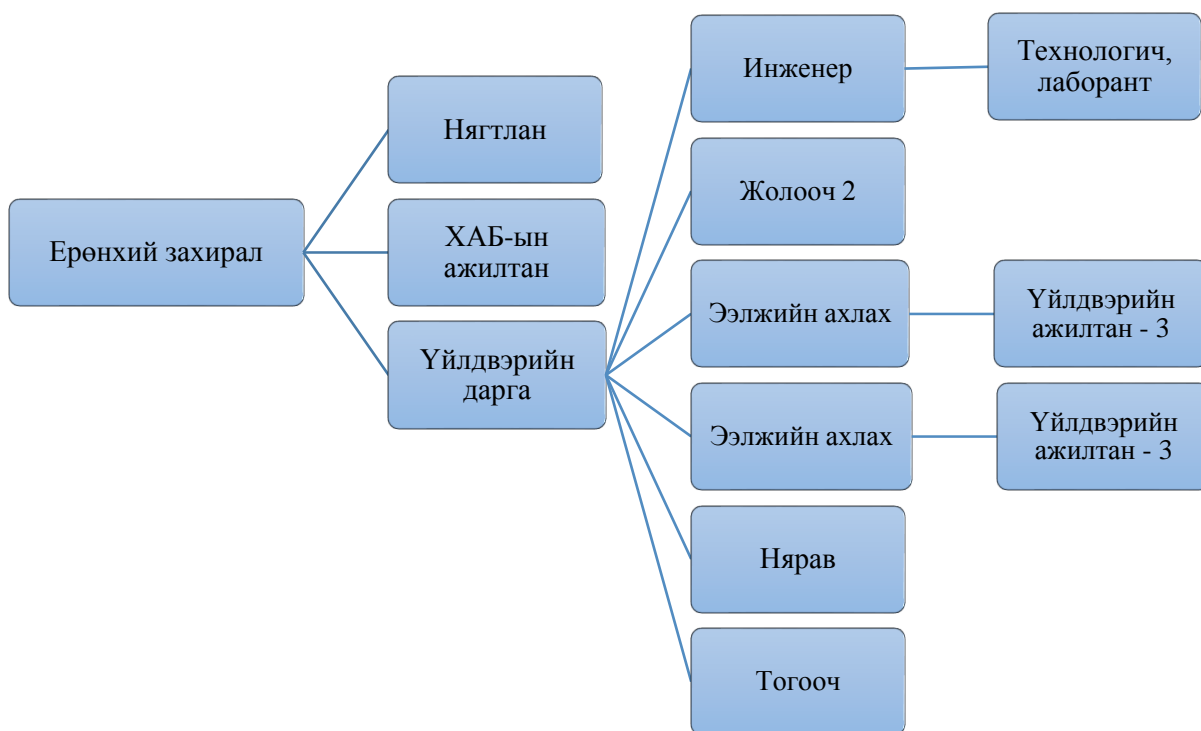 Ерөнхий захирал
Нягтлан
ХАБ-ын
ажилтан
Үйлдвэрийн
дарга
Инженер
Технологич,
лаборант
Жолооч 2
Ээлжийн ахлах
Үйлдвэрийн
ажилтан - 3
Ээлжийн ахлах
Үйлдвэрийн
ажилтан - 3
Нярав
Тогооч